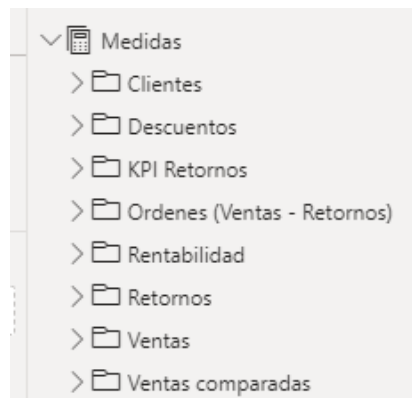 Medidas
Clientes
Descuentos
KPI Retornos
Ordenes (Ventas - Retornos)
Rentabilidad
Retornos
Ventas
Ventas comparadas